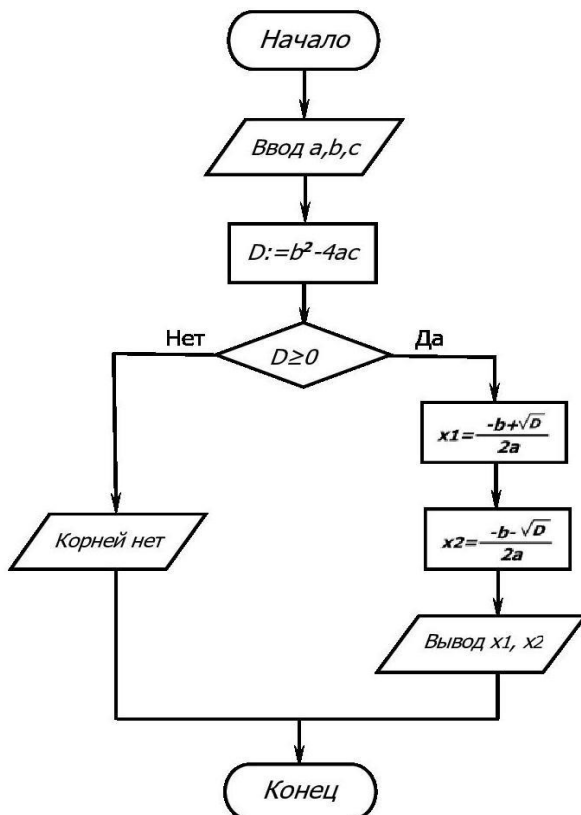 Начало
Ввод a,b,c
D:=b²-4ac
Нет
Да
D≥0
x1=(-b+√D)/2a
Корней нет
x2=(-b-√D)/2a
Вывод x1, x2
Конец